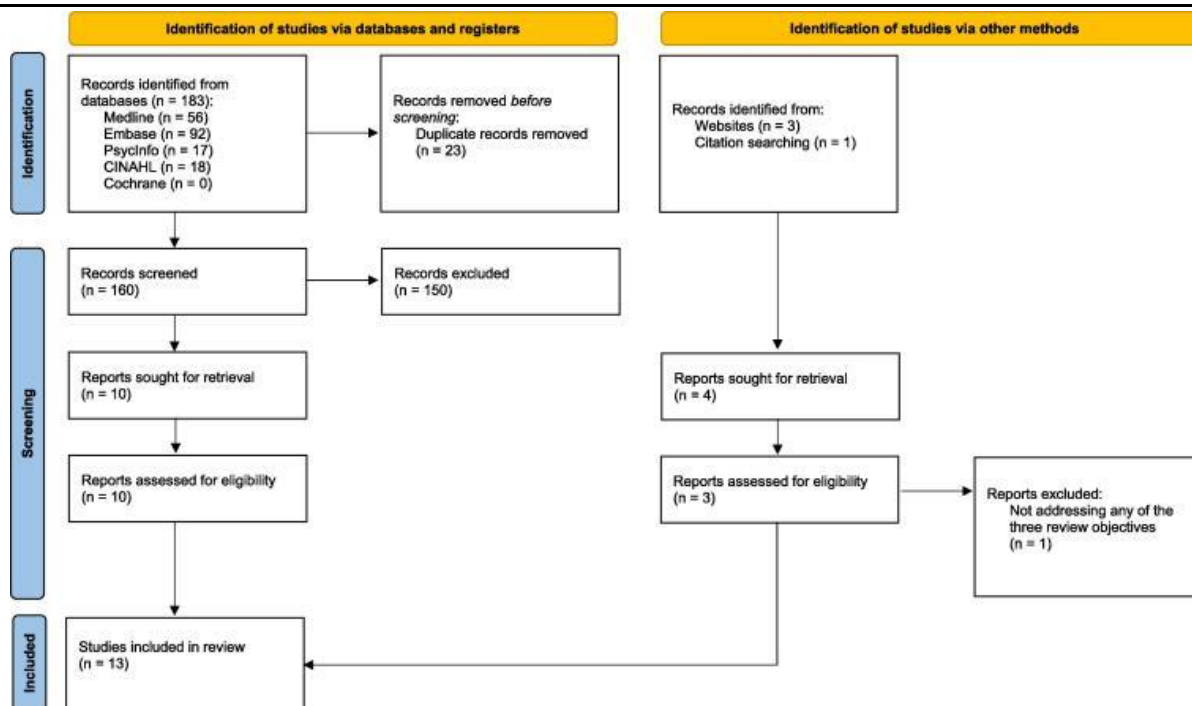 Identification of studies via databases and registers
Identification of studies via other methods
Identification
Records identified from
databases (n = 183):
Medline (n = 56)
Embase (n = 92)
PsycInfo (n = 17)
CINAHL (n = 18)
Cochrane (n = 0)
Records removed before
screening:
Duplicate records removed
(n = 23)
Records identified from:
Websites (n = 3)
Citation searching (n = 1)
Screening
Records screened
(n = 160)
Records excluded
(n = 150)
Reports sought for retrieval
(n = 10)
Reports sought for retrieval
(n = 4)
Reports assessed for eligibility
(n = 10)
Reports assessed for eligibility
(n = 3)
Reports excluded:
Not addressing any of the
three review objectives
(n = 1)
Included
Studies included in review
(n = 13)